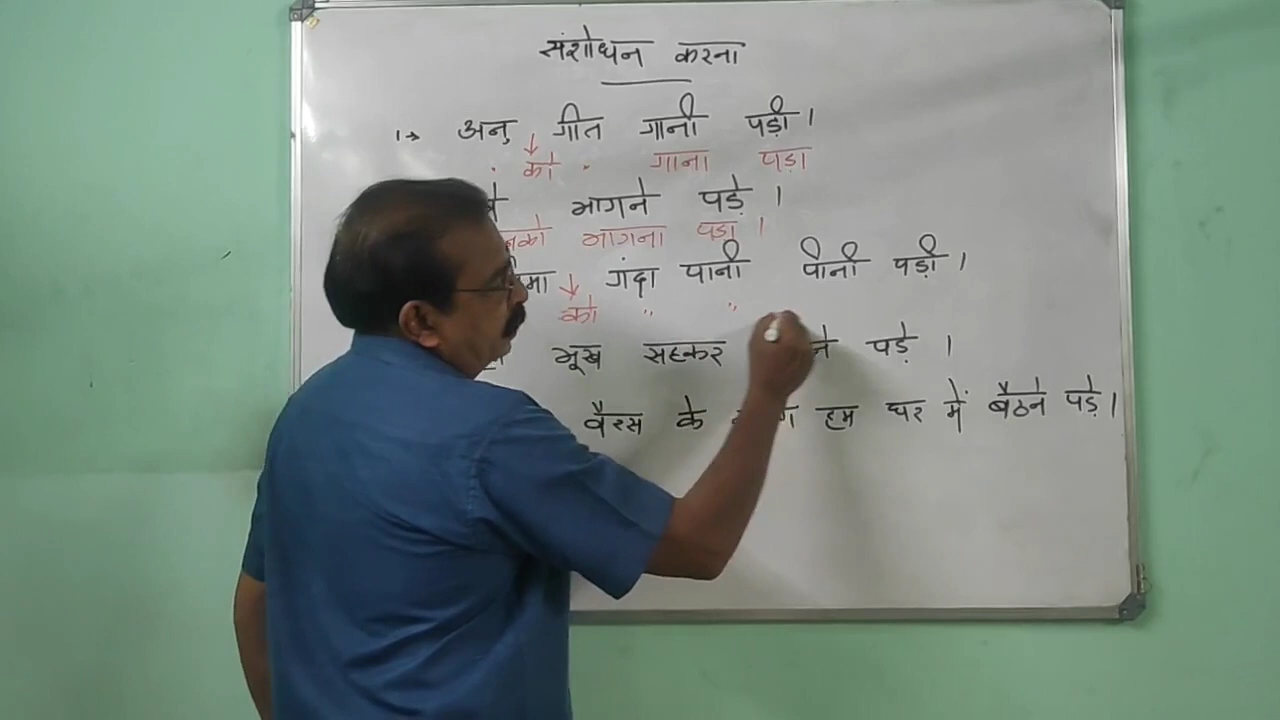 संशोधन करना
1→ अनु गीत गानी पड़ी ।
को " गाना पड़ा
वे भागने पड़े ।
भागना पड़ा ।
गंदा पानी पीनी पड़ी ।
को " "
भूख सहकर पड़े ।
वैरस के हम घर में बैठने पड़े ।